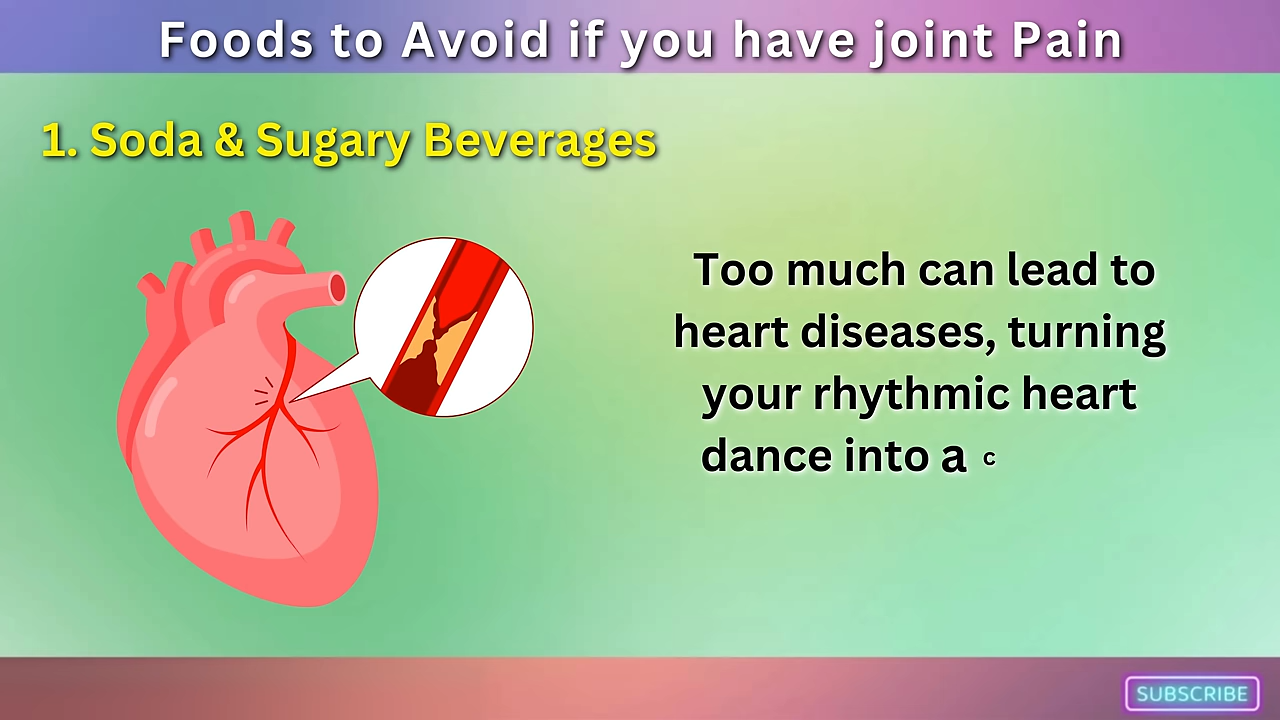 Foods to Avoid if you have joint Pain
1. Soda & Sugary Beverages
Too much can lead to
heart diseases, turning
your rhythmic heart
dance into a c
SUBSCRIBE